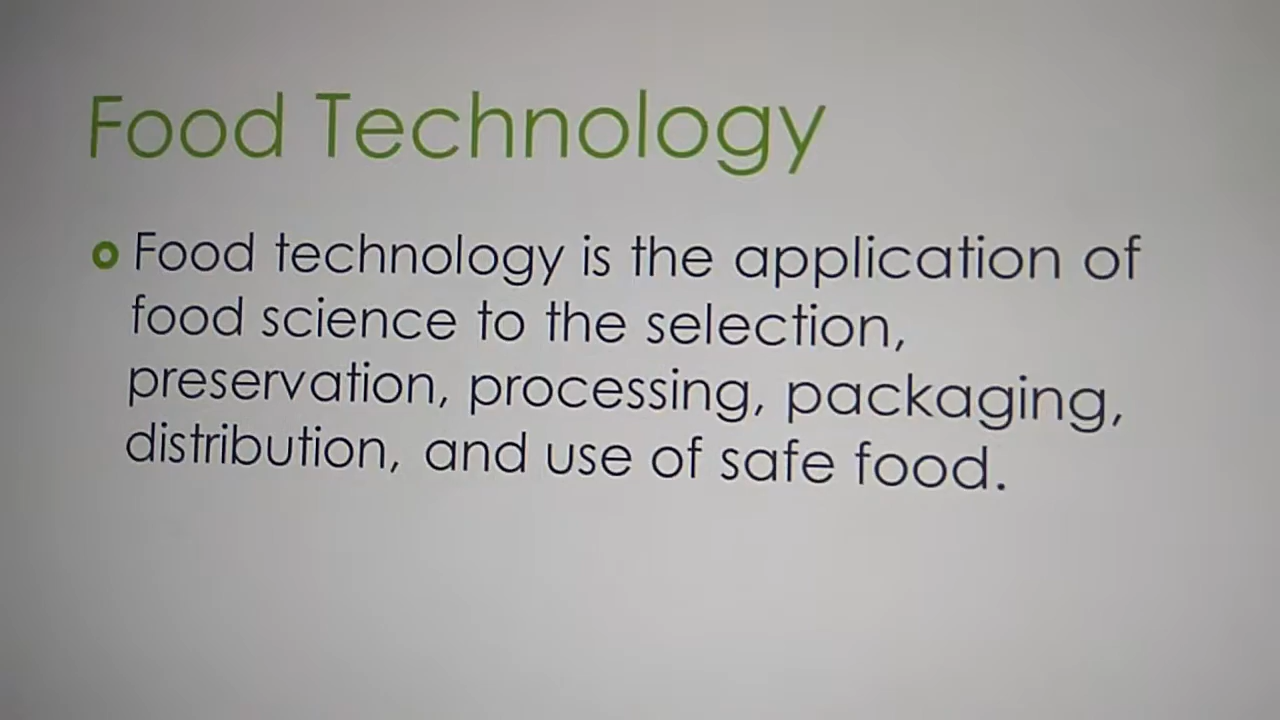 Food Technology
Food technology is the application of
food science to the selection,
preservation, processing, packaging,
distribution, and use of safe food.